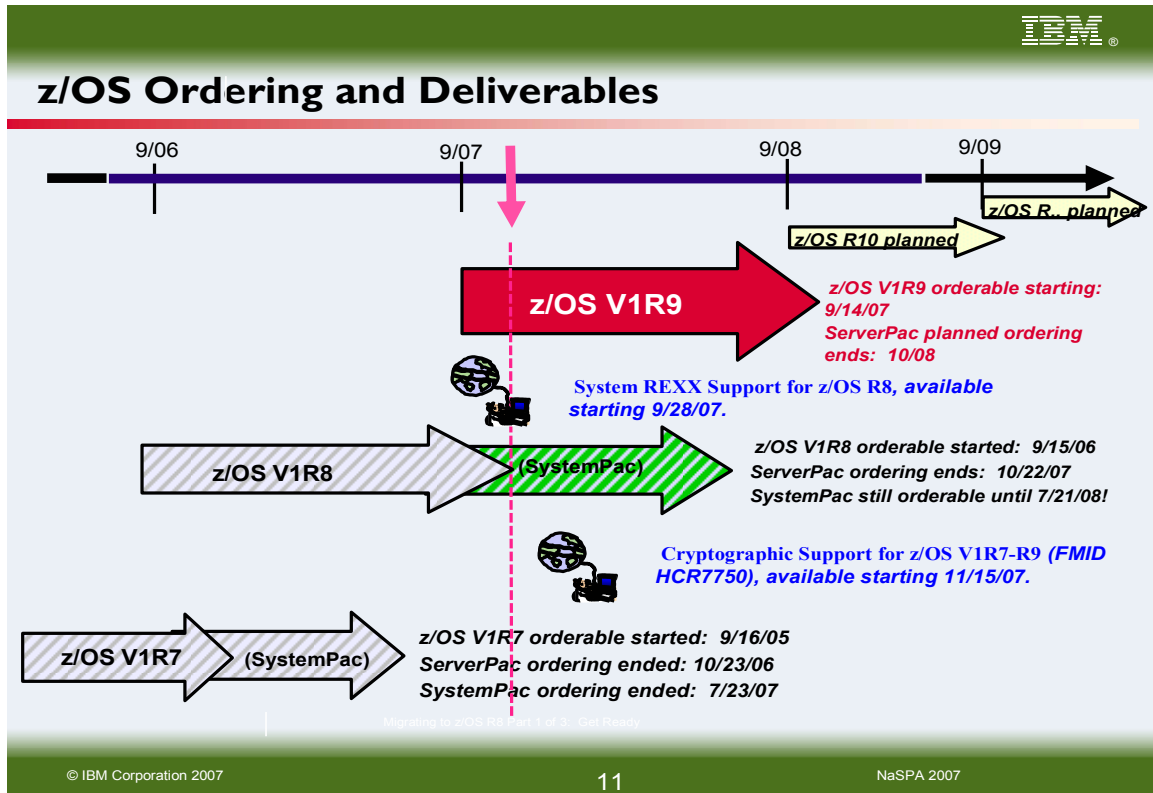 IBM ®
z/OS Ordering and Deliverables
9/06
9/07
9/08
9/09
z/OS R.. planned
z/OS R10 planned
z/OS V1R9
z/OS V1R9 orderable starting:
9/14/07
ServerPac planned ordering
ends: 10/08
System REXX Support for z/OS R8, available
starting 9/28/07.
z/OS V1R8
(SystemPac)
z/OS V1R8 orderable started: 9/15/06
ServerPac ordering ends: 10/22/07
SystemPac still orderable until 7/21/08!
Cryptographic Support for z/OS V1R7-R9 (FMID
HCR7750), available starting 11/15/07.
z/OS V1R7
(SystemPac)
z/OS V1R7 orderable started: 9/16/05
ServerPac ordering ended: 10/23/06
SystemPac ordering ended: 7/23/07
Migrating to z/OS R8 Part 1 of 3: Get Ready
© IBM Corporation 2007
11
NaSPA 2007